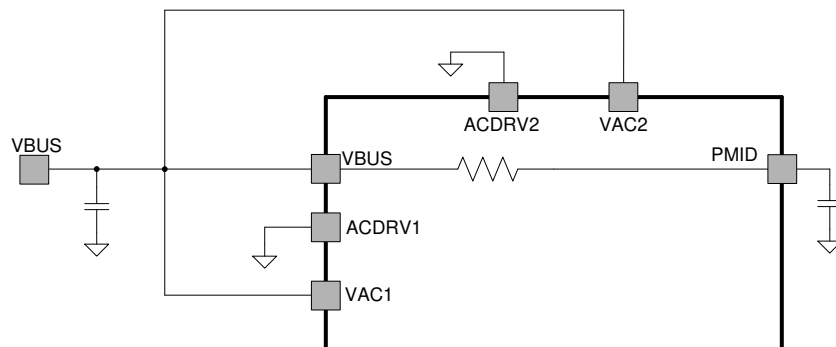 ACDRV2
VAC2
VBUS
VBUS
PMID
ACDRV1
VAC1